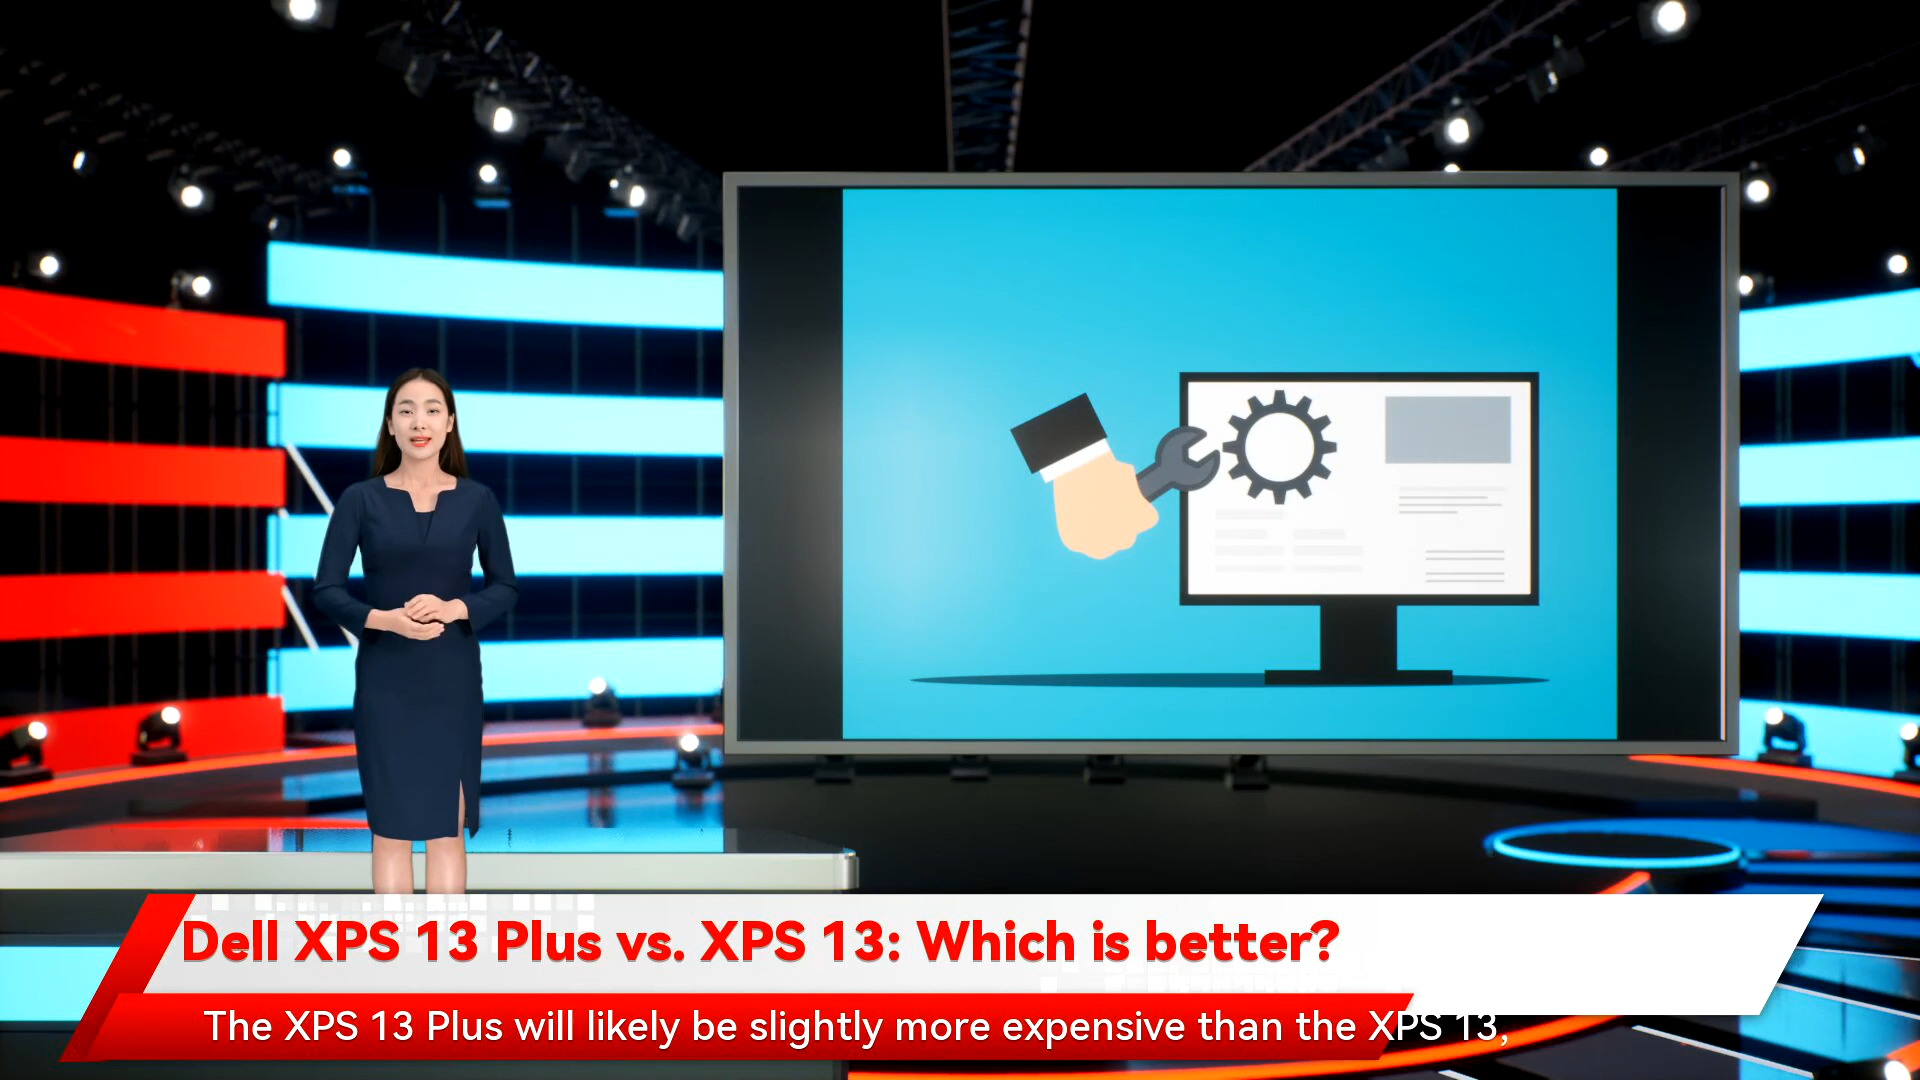 Dell XPS 13 Plus vs. XPS 13: Which is better?
The XPS 13 Plus will likely be slightly more expensive than the XPS 13,